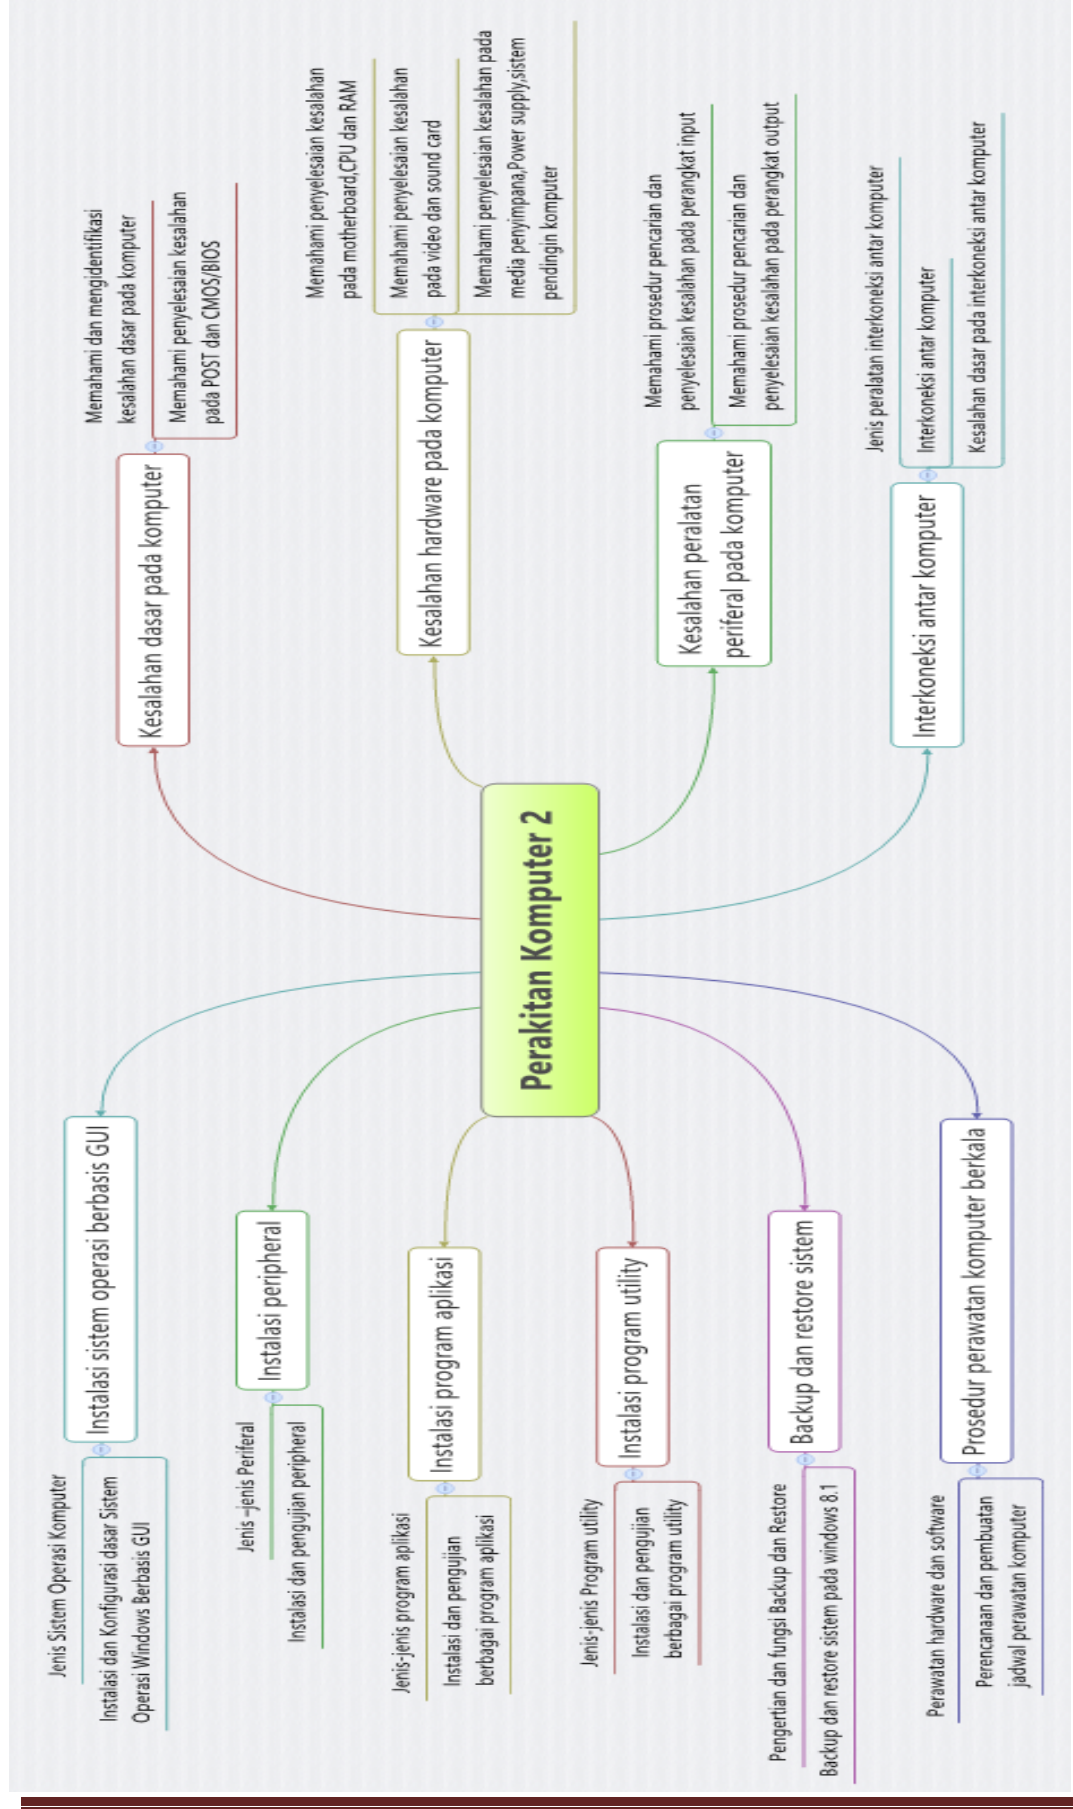 Perakitan Komputer 2
Instalasi sistem operasi berbasis GUI
Jenis Sistem Operasi Komputer
Instalasi dan Konfigurasi dasar Sistem
Operasi Windows Berbasis GUI
Instalasi peripheral
Jenis –jenis Periferal
Instalasi dan pengujian peripheral
Instalasi program aplikasi
Jenis-jenis program aplikasi
Instalasi dan pengujian
berbagai program aplikasi
Instalasi program utility
Jenis-jenis Program utility
Instalasi dan pengujian
berbagai program utility
Backup dan restore sistem
Pengertian dan fungsi Backup dan Restore
Backup dan restore sistem pada windows 8.1
Prosedur perawatan komputer berkala
Perawatan hardware dan software
Perencanaan dan pembuatan
jadwal perawatan komputer
Kesalahan dasar pada komputer
Memahami dan mengidentifikasi
kesalahan dasar pada komputer
Memahami penyelesaian kesalahan
pada POST dan CMOS/BIOS
Kesalahan hardware pada komputer
Memahami penyelesaian kesalahan
pada motherboard,CPU dan RAM
Memahami penyelesaian kesalahan
pada video dan sound card
Memahami penyelesaian kesalahan pada
media penyimpana,Power supply,sistem
pendingin komputer
Kesalahan peralatan
periferal pada komputer
Memahami prosedur pencarian dan
penyelesaian kesalahan pada perangkat input
Memahami prosedur pencarian dan
penyelesaian kesalahan pada perangkat output
Interkoneksi antar komputer
Jenis peralatan interkoneksi antar komputer
Interkoneksi antar komputer
Kesalahan dasar pada interkoneksi antar komputer